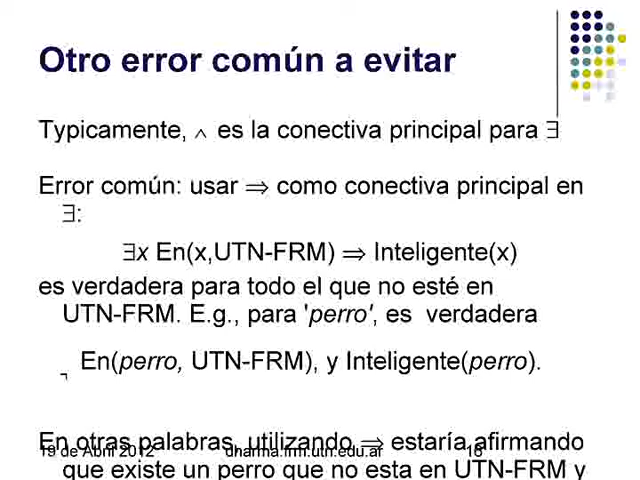 Otro error común a evitar
Typicamente, ∧ es la conectiva principal para ∃
Error común: usar ⇒ como conectiva principal en
∃:
∃x En(x,UTN-FRM) ⇒ Inteligente(x)
es verdadera para todo el que no esté en
UTN-FRM. E.g., para 'perro', es verdadera
¬ En(perro, UTN-FRM), y Inteligente(perro).
En otras palabras, utilizando ⇒ estaría afirmando
19 de Abril 2012 dharma.frm.utn.edu.ar 16
que existe un perro que no esta en UTN-FRM y